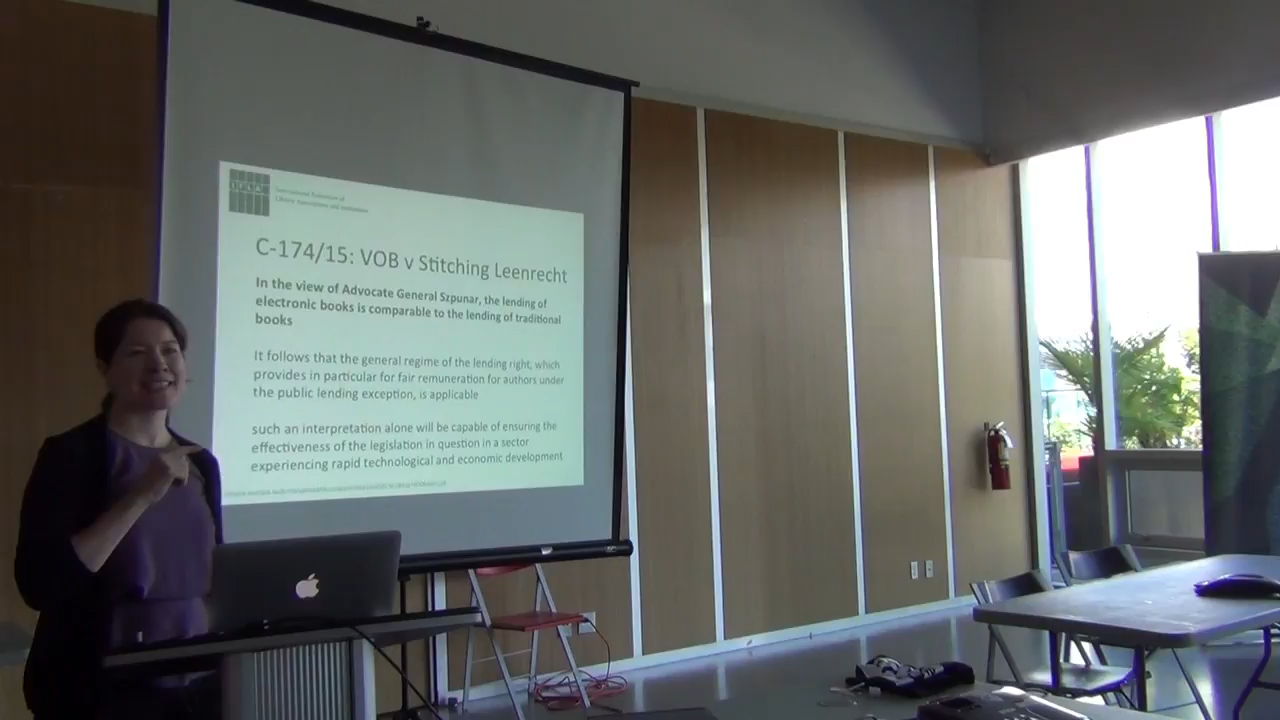 IFLA
International Federation of
Library Associations and Institutions
C-174/15: VOB v Stitching Leenrecht
In the view of Advocate General Szpunar, the lending of
electronic books is comparable to the lending of traditional
books
It follows that the general regime of the lending right, which
provides in particular for fair remuneration for authors under
the public lending exception, is applicable
such an interpretation alone will be capable of ensuring the
effectiveness of the legislation in question in a sector
experiencing rapid technological and economic development